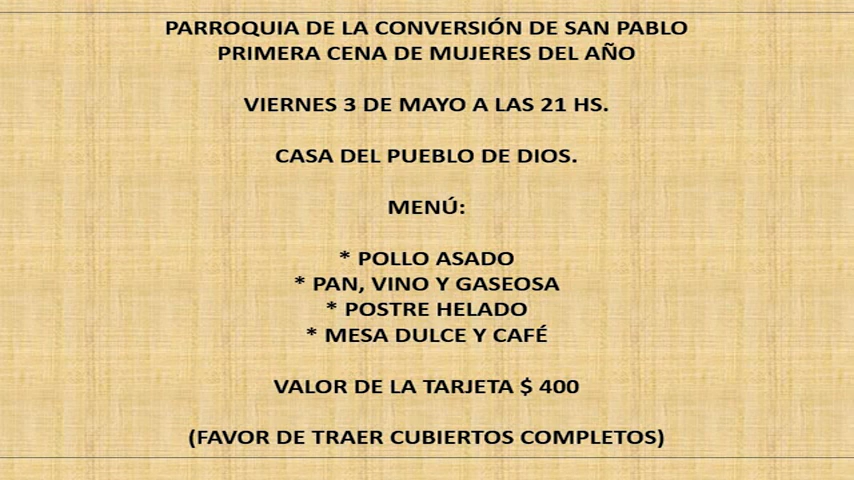 PARROQUIA DE LA CONVERSIÓN DE SAN PABLO
PRIMERA CENA DE MUJERES DEL AÑO
VIERNES 3 DE MAYO A LAS 21 HS.
CASA DEL PUEBLO DE DIOS.
MENÚ:
* POLLO ASADO
* PAN, VINO Y GASEOSA
* POSTRE HELADO
* MESA DULCE Y CAFÉ
VALOR DE LA TARJETA $ 400
(FAVOR DE TRAER CUBIERTOS COMPLETOS)